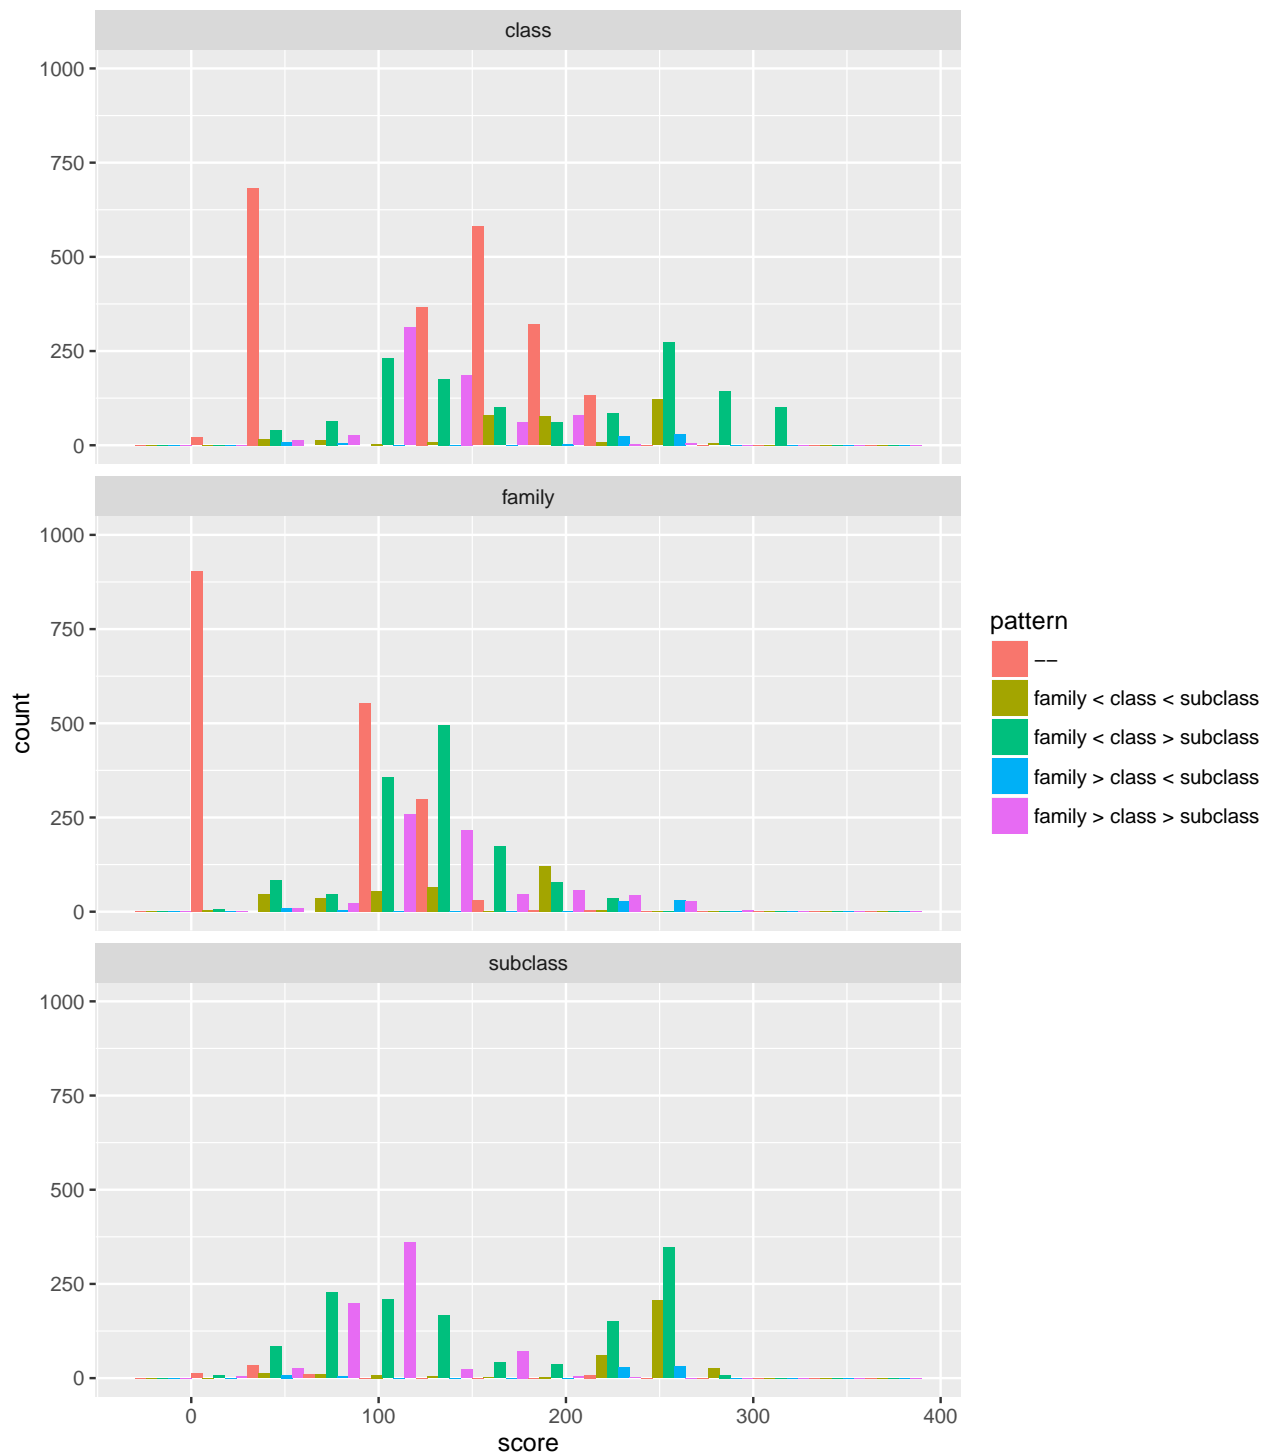 class
1000
750
500
250
0
family
1000
750
500
250
0
subclass
1000
750
500
250
0
0 100 200 300 400
score
count
pattern
−−
family < class < subclass
family < class > subclass
family > class < subclass
family > class > subclass